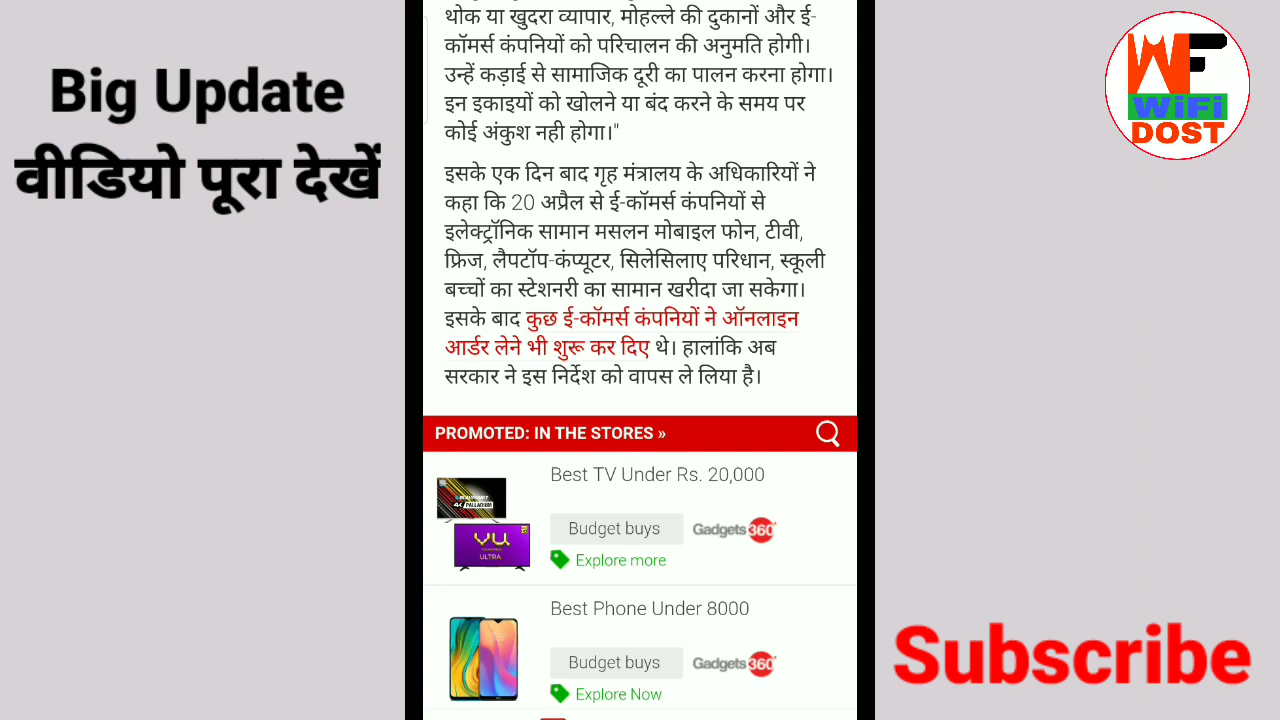 Big Update
वीडियो पूरा देखें
थोक या खुदरा व्यापार, मोहल्ले की दुकानों और ई-
कॉमर्स कंपनियों को परिचालन की अनुमति होगी।
उन्हें कड़ाई से सामाजिक दूरी का पालन करना होगा।
इन इकाइयों को खोलने या बंद करने के समय पर
कोई अंकुश नही होगा।"
इसके एक दिन बाद गृह मंत्रालय के अधिकारियों ने
कहा कि 20 अप्रैल से ई-कॉमर्स कंपनियों से
इलेक्ट्रॉनिक सामान मसलन मोबाइल फोन, टीवी,
फ्रिज, लैपटॉप-कंप्यूटर, सिलेसिलाए परिधान, स्कूली
बच्चों का स्टेशनरी का सामान खरीदा जा सकेगा।
इसके बाद कुछ ई-कॉमर्स कंपनियों ने ऑनलाइन
आर्डर लेने भी शुरू कर दिए थे। हालांकि अब
सरकार ने इस निर्देश को वापस ले लिया है।
PROMOTED: IN THE STORES »
Best TV Under Rs. 20,000
PALLADIUM
VU
ULTRA
Budget buys Gadgets 360°
Explore more
Best Phone Under 8000
Budget buys Gadgets 360°
Explore Now
WF
WiFi
DOST
Subscribe